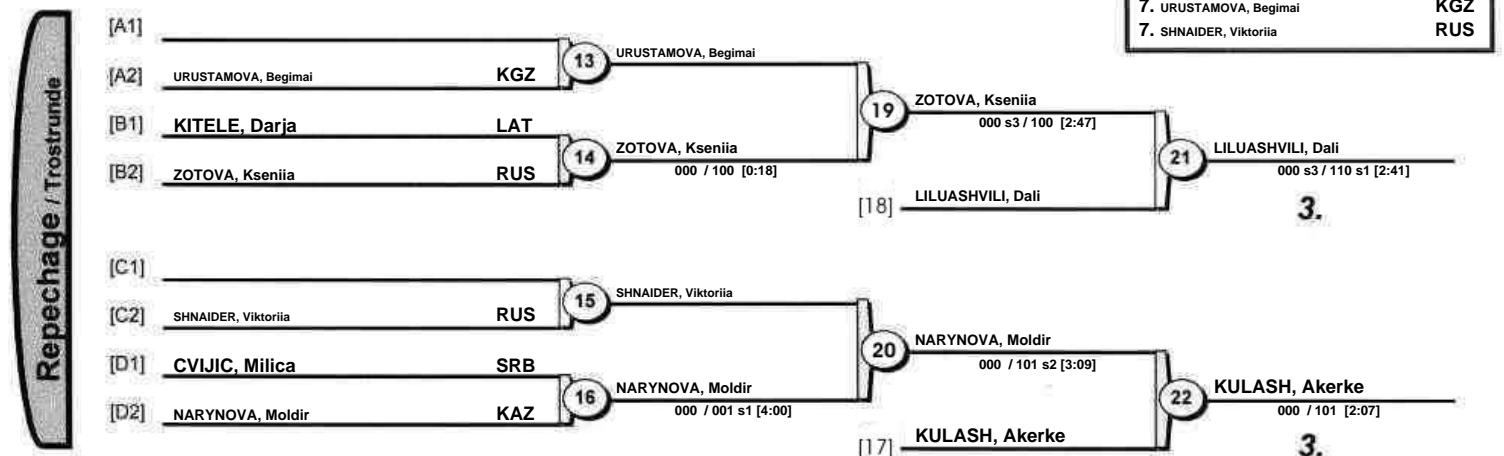 7. URUSTAMOVA, Begimai KGZ
7. SHNAIDER, Viktoriia RUS
Repechage / Trostrunde
[A1]
[A2] URUSTAMOVA, Begimai KGZ
13 URUSTAMOVA, Begimai
[B1] KITELE, Darja LAT
[B2] ZOTOVA, Kseniia RUS
14 ZOTOVA, Kseniia
000 / 100 [0:18]
19 ZOTOVA, Kseniia
000 s3 / 100 [2:47]
[18] LILUASHVILI, Dali
21 LILUASHVILI, Dali
000 s3 / 110 s1 [2:41]
3.
[C1]
[C2] SHNAIDER, Viktoriia RUS
15 SHNAIDER, Viktoriia
[D1] CVIJIC, Milica SRB
[D2] NARYNOVA, Moldir KAZ
16 NARYNOVA, Moldir
000 / 001 s1 [4:00]
20 NARYNOVA, Moldir
000 / 101 s2 [3:09]
[17] KULASH, Akerke
22 KULASH, Akerke
000 / 101 [2:07]
3.